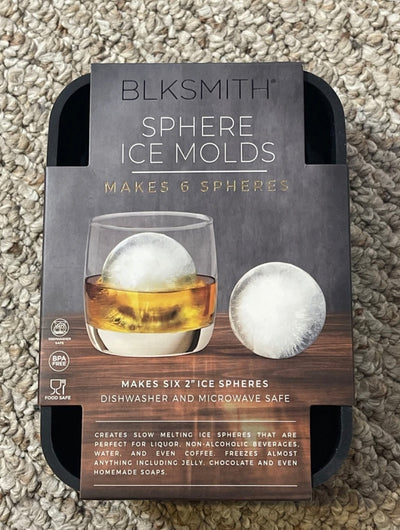 BLKSMITH®
SPHERE
ICE MOLDS
MAKES 6 SPHERES
DISHWASHER
SAFE
BPA
FREE
FOOD SAFE
MAKES SIX 2" ICE SPHERES
DISHWASHER AND MICROWAVE SAFE
CREATES SLOW MELTING ICE SPHERES THAT ARE
PERFECT FOR LIQUOR, NON-ALCOHOLIC BEVERAGES,
WATER, AND EVEN COFFEE. FREEZES ALMOST
ANYTHING INCLUDING JELLY, CHOCOLATE AND EVEN
HOMEMADE SOAPS.